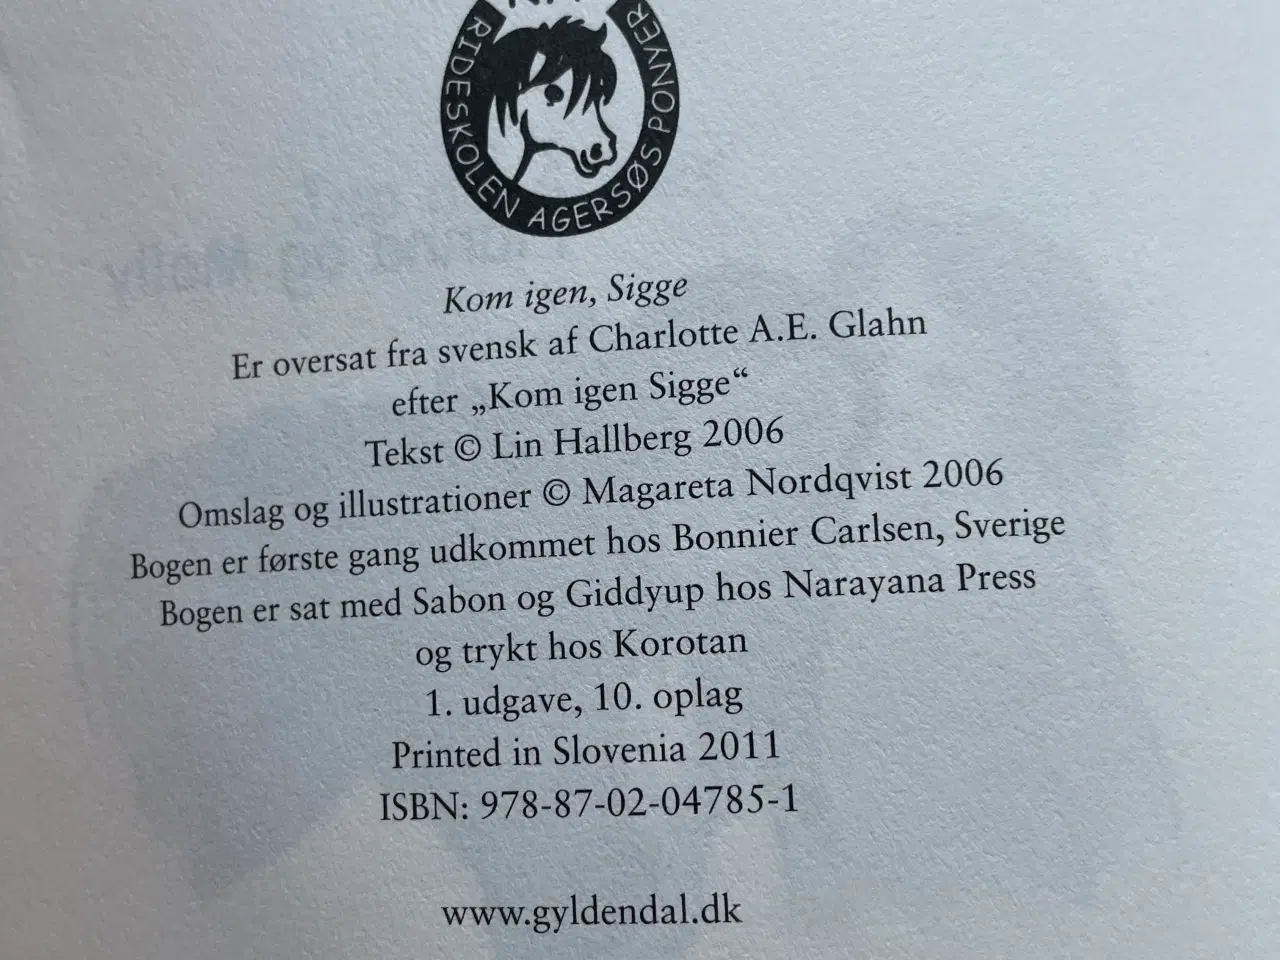 RIDESKOLEN AGERSØS PONYER
Kom igen, Sigge
Er oversat fra svensk af Charlotte A.E. Glahn
efter „Kom igen Sigge“
Tekst © Lin Hallberg 2006
Omslag og illustrationer © Magareta Nordqvist 2006
Bogen er første gang udkommet hos Bonnier Carlsen, Sverige
Bogen er sat med Sabon og Giddyup hos Narayana Press
og trykt hos Korotan
1. udgave, 10. oplag
Printed in Slovenia 2011
ISBN: 978-87-02-04785-1
www.gyldendal.dk